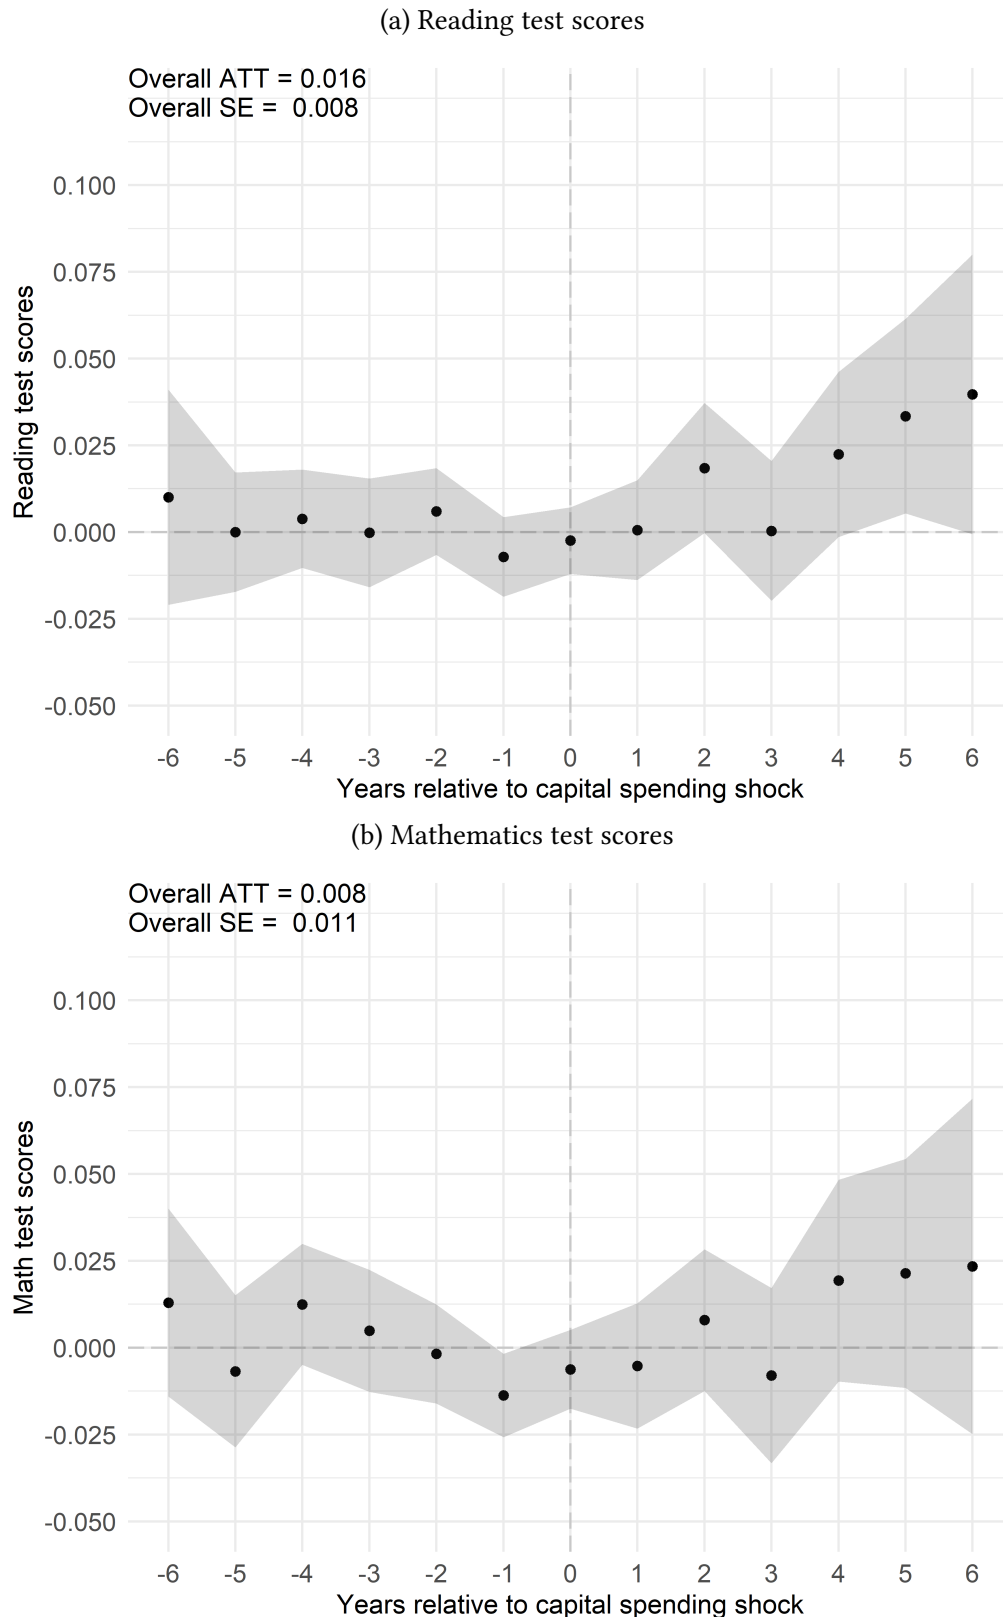 (a) Reading test scores
Overall ATT = 0.016
Overall SE =  0.008
0.100
0.075
0.050
0.025
0.000
-0.025
-0.050
Reading test scores
-6 -5 -4 -3 -2 -1 0 1 2 3 4 5 6
Years relative to capital spending shock
(b) Mathematics test scores
Overall ATT = 0.008
Overall SE =  0.011
0.100
0.075
0.050
0.025
0.000
-0.025
-0.050
Math test scores
-6 -5 -4 -3 -2 -1 0 1 2 3 4 5 6
Years relative to capital spending shock